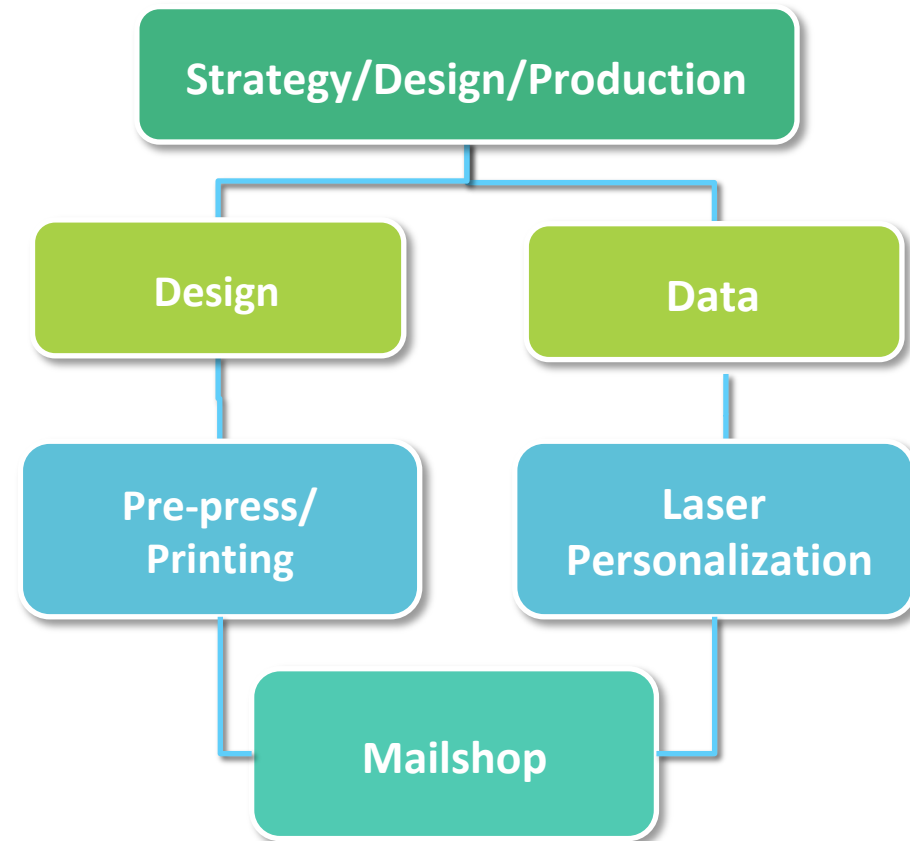 Strategy/Design/Production
Design
Data
Pre-press/
Printing
Laser
Personalization
Mailshop